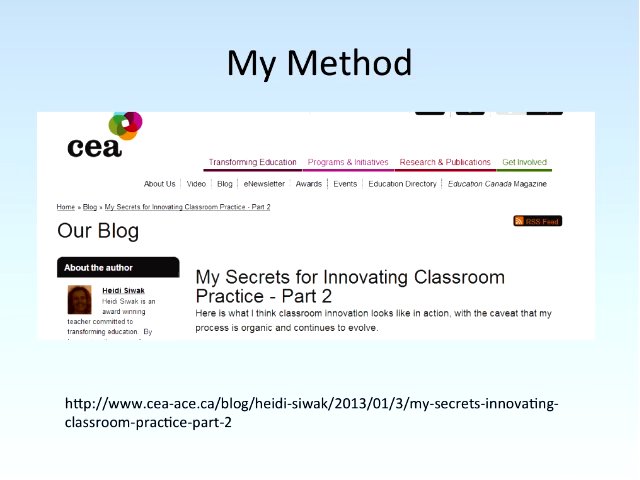 My Method
cea
Transforming Education Programs & Initiatives Research & Publications Get Involved
About Us Video Blog eNewsletter Awards Events Education Directory Education Canada Magazine
Home » Blog » My Secrets for Innovating Classroom Practice - Part 2
Our Blog
RSS Feed
About the author
Heidi Siwak
Heidi Siwak is an
award winning
teacher committed to
transforming education. By
My Secrets for Innovating Classroom
Practice - Part 2
Here is what I think classroom innovation looks like in action, with the caveat that my
process is organic and continues to evolve.
http://www.cea-ace.ca/blog/heidi-siwak/2013/01/3/my-secrets-innovating-
classroom-practice-part-2